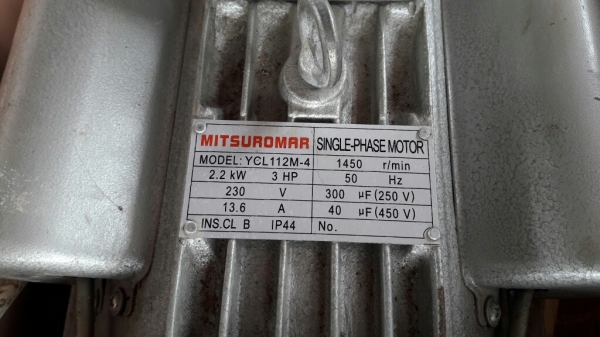 MITSUROMAR SINGLE-PHASE MOTOR
MODEL: YCL112M-4 1450 r/min
2.2 kW 3 HP 50 Hz
230 V 300 µF (250 V)
13.6 A 40 µF (450 V)
INS.CL B IP44 No.